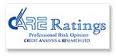 CARE Ratings
Professional Risk Opinion
CREDIT ANALYSIS & RESEARCH LTD